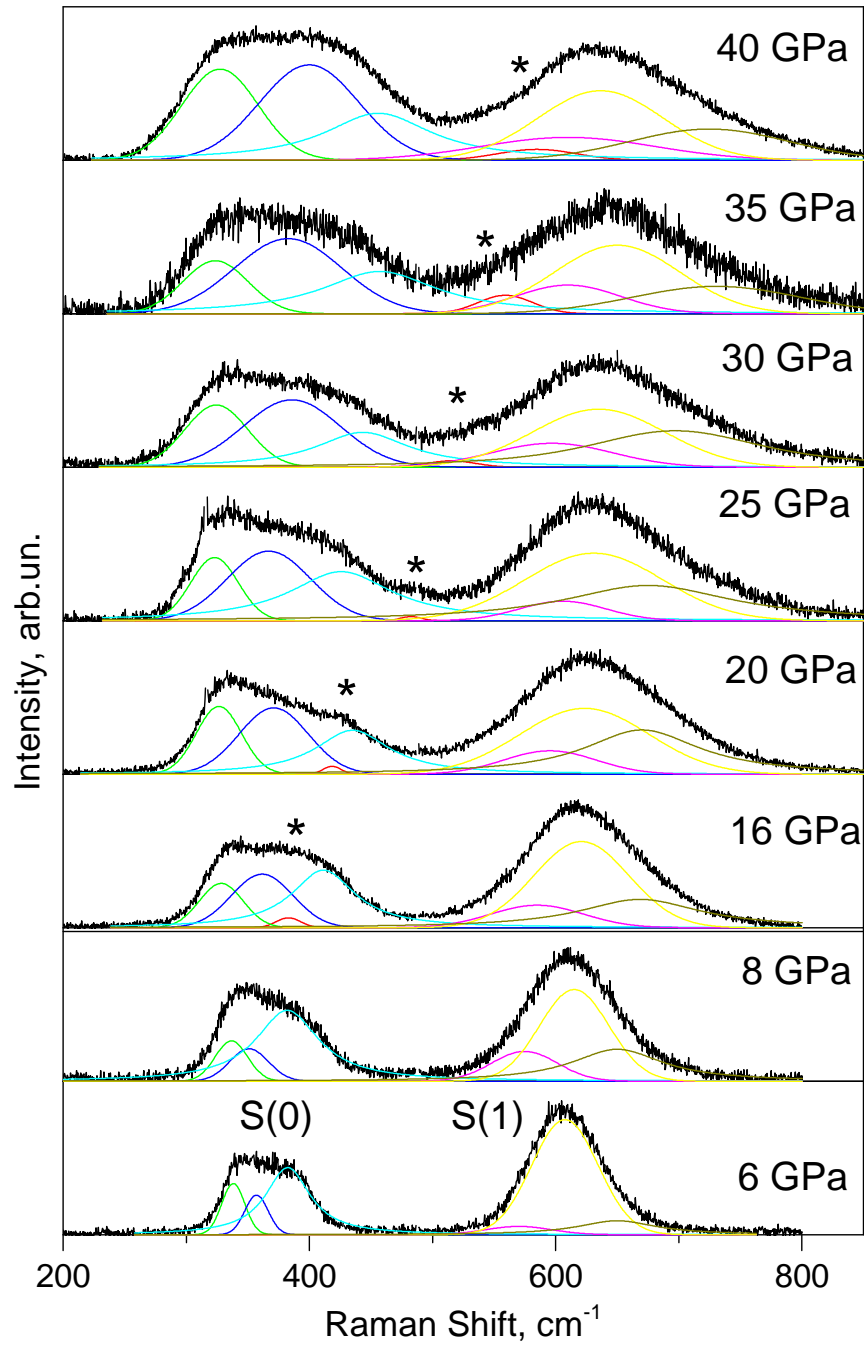 40 GPa
*
35 GPa
*
30 GPa
*
25 GPa
*
20 GPa
*
16 GPa
*
8 GPa
S(0) S(1)
6 GPa
200 400 600 800
Raman Shift, cm-1
Intensity, arb.un.